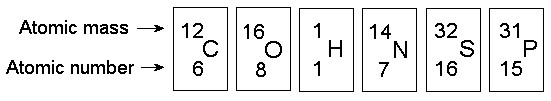 Atomic mass 12 16 1 14 32 31
C O H N S P
Atomic number 6 8 1 7 16 15